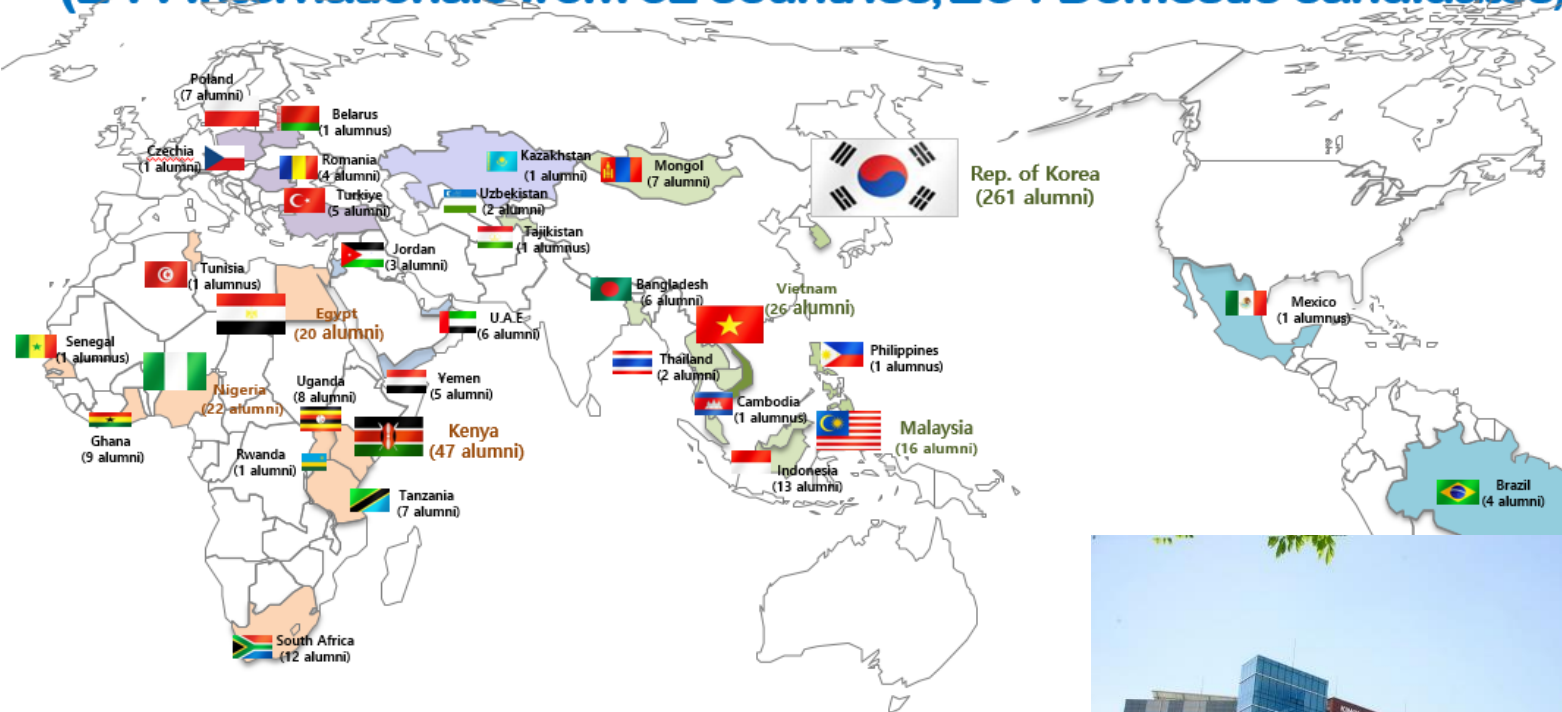 Internationals from countries, Domestic candidates)
Poland
(7 alumni)
Belarus
(1 alumnus)
Czechia
(1 alumni)
Romania
(4 alumni)
Turkiye
(5 alumni)
Kazakhstan
(1 alumni)
Mongol
(7 alumni)
Uzbekistan
(2 alumni)
Tajikistan
(1 alumnus)
Rep. of Korea
(261 alumni)
Jordan
(3 alumni)
Tunisia
(1 alumnus)
Egypt
(20 alumni)
U.A.E
(6 alumni)
Bangladesh
(6 alumni)
Vietnam
(26 alumni)
Mexico
(1 alumnus)
Senegal
(1 alumnus)
Nigeria
(22 alumni)
Uganda
(8 alumni)
Yemen
(5 alumni)
Thailand
(2 alumni)
Philippines
(1 alumnus)
Cambodia
(1 alumnus)
Ghana
(9 alumni)
Kenya
(47 alumni)
Malaysia
(16 alumni)
Rwanda
(1 alumni)
Indonesia
(13 alumni)
Tanzania
(7 alumni)
Brazil
(4 alumni)
South Africa
(12 alumni)